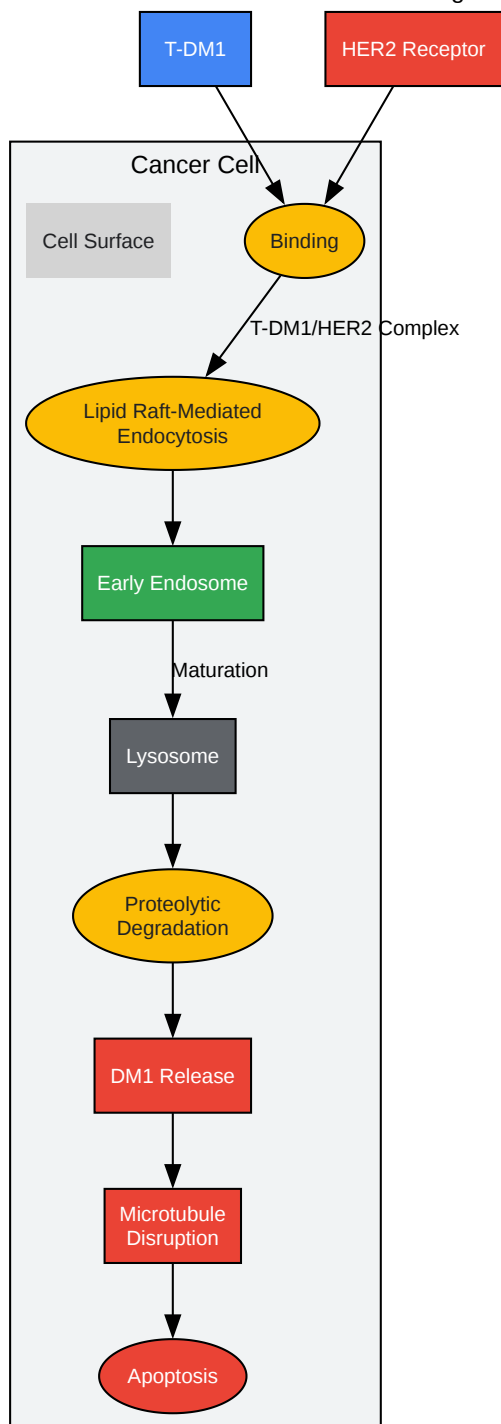 T-DM1
HER2 Receptor
Cancer Cell
Cell Surface
Binding
T-DM1/HER2 Complex
Lipid Raft-Mediated
Endocytosis
Early Endosome
Maturation
Lysosome
Proteolytic
Degradation
DM1 Release
Microtubule
Disruption
Apoptosis